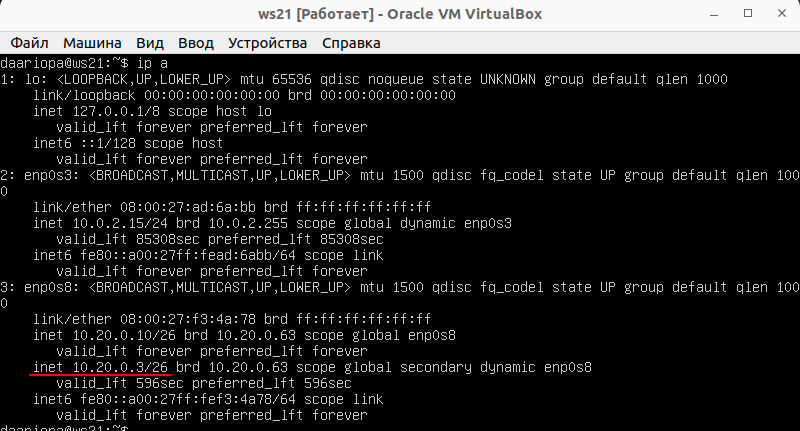 ws21 [Работает] - Oracle VM VirtualBox
Файл Машина Вид Ввод Устройства Справка
daariopa@ws21:~$ ip a
1: lo: <LOOPBACK,UP,LOWER_UP> mtu 65536 qdisc noqueue state UNKNOWN group default qlen 1000
    link/loopback 00:00:00:00:00:00 brd 00:00:00:00:00:00
    inet 127.0.0.1/8 scope host lo
       valid_lft forever preferred_lft forever
    inet6 ::1/128 scope host
       valid_lft forever preferred_lft forever
2: enp0s3: <BROADCAST,MULTICAST,UP,LOWER_UP> mtu 1500 qdisc fq_codel state UP group default qlen 100
0
    link/ether 08:00:27:ad:6a:bb brd ff:ff:ff:ff:ff:ff
    inet 10.0.2.15/24 brd 10.0.2.255 scope global dynamic enp0s3
       valid_lft 85308sec preferred_lft 85308sec
    inet6 fe80::a00:27ff:fead:6abb/64 scope link
       valid_lft forever preferred_lft forever
3: enp0s8: <BROADCAST,MULTICAST,UP,LOWER_UP> mtu 1500 qdisc fq_codel state UP group default qlen 100
0
    link/ether 08:00:27:f3:4a:78 brd ff:ff:ff:ff:ff:ff
    inet 10.20.0.10/26 brd 10.20.0.63 scope global enp0s8
       valid_lft forever preferred_lft forever
    inet 10.20.0.3/26 brd 10.20.0.63 scope global secondary dynamic enp0s8
       valid_lft 596sec preferred_lft 596sec
    inet6 fe80::a00:27ff:fef3:4a78/64 scope link
       valid_lft forever preferred_lft forever
daariopa@ws21:~$